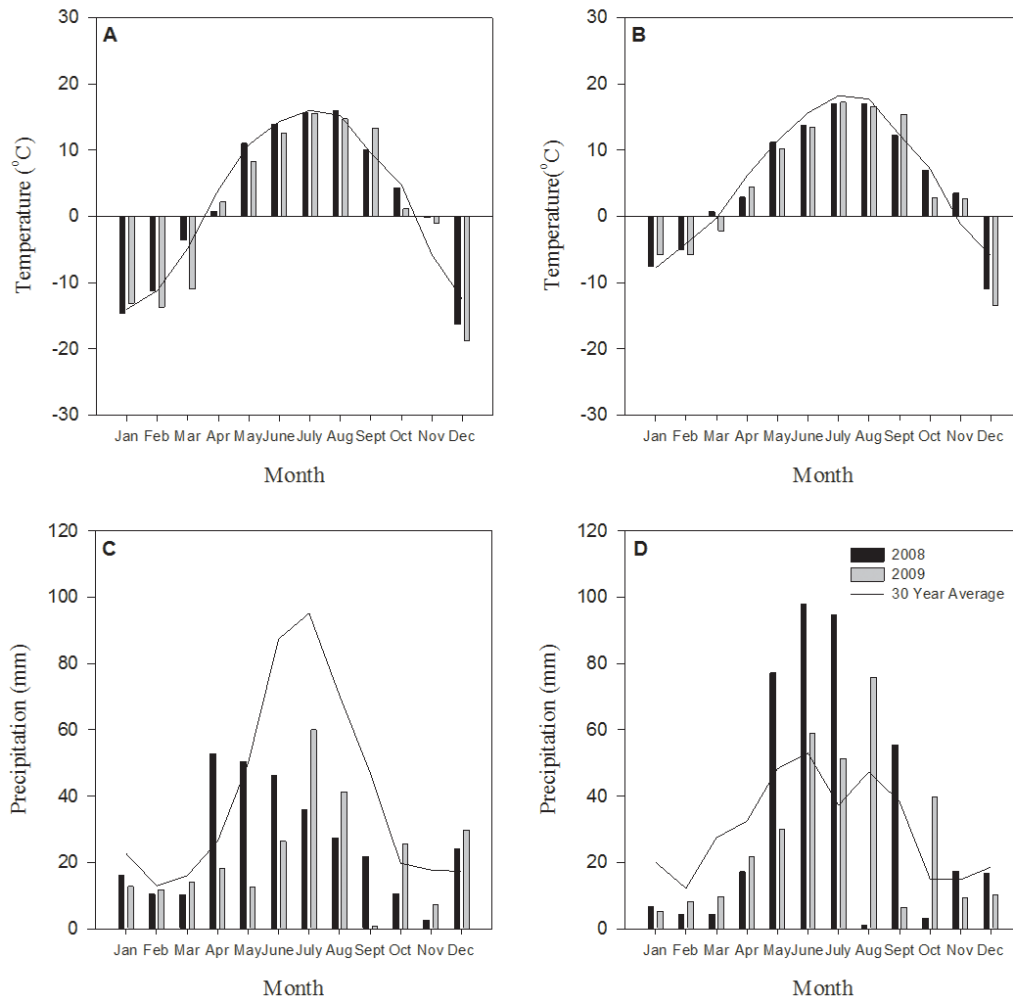 A
30
20
10
0
-10
-20
-30
Temperature (°C)
Jan Feb Mar Apr May June July Aug Sept Oct Nov Dec
Month
B
30
20
10
0
-10
-20
-30
Temperature(°C)
Jan Feb Mar Apr May June July Aug Sept Oct Nov Dec
Month
C
120
100
80
60
40
20
0
Precipitation (mm)
Jan Feb Mar Apr May June July Aug Sept Oct Nov Dec
Month
D
2008
2009
30 Year Average
120
100
80
60
40
20
0
Precipitation (mm)
Jan Feb Mar Apr May June July Aug Sept Oct Nov Dec
Month